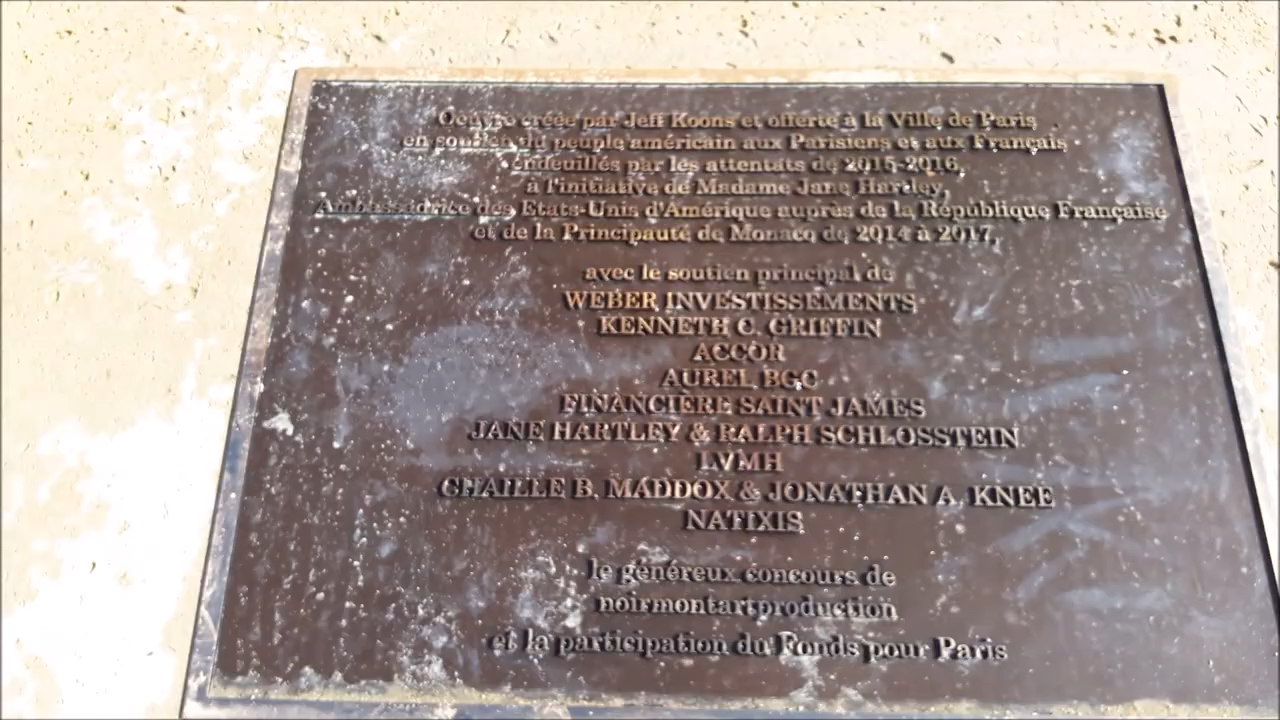 Oeuvre créée par Jeff Koons et offerte à la Ville de Paris
en soutien du peuple américain aux Parisiens et aux Français
endeuillés par les attentats de 2015-2016,
à l'initiative de Madame Jane Hartley,
Ambassadrice des Etats-Unis d'Amérique auprès de la République Française
et de la Principauté de Monaco de 2014 à 2017,
avec le soutien principal de
WEBER INVESTISSEMENTS
KENNETH C. GRIFFIN
ACCOR
AUREL BGC
FINANCIERE SAINT JAMES
JANE HARTLEY & RALPH SCHLOSSTEIN
LVMH
CHAILLE B. MADDOX & JONATHAN A. KNEE
NATIXIS
le généreux concours de
noirmontartproduction
et la participation du Fonds pour Paris